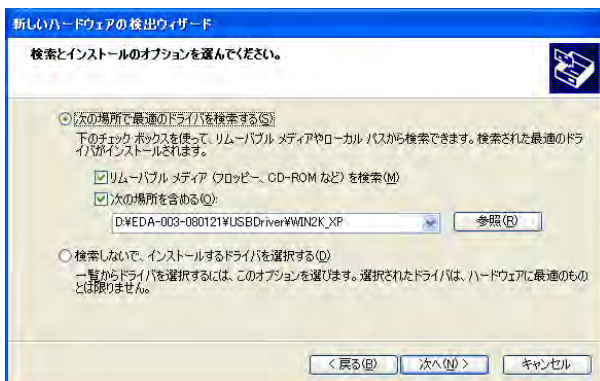 新しいハードウェアの検出ウィザード
検索とインストールのオプションを選んでください。
次の場所で最適のドライバを検索する(S)
下のチェック ボックスを使って、リムーバブル メディアやローカル パスから検索できます。検索された最適のドラ
イバがインストールされます。
リムーバブル メディア (フロッピー、CD-ROM など) を検索(M)
次の場所を含める(O):
D:¥EDA-003-080121¥USBDriver¥WIN2K_XP
参照(R)
検索しないで、インストールするドライバを選択する(D)
一覧からドライバを選択するには、このオプションを選びます。選択されたドライバは、ハードウェアに最適のもの
とは限りません。
< 戻る(B)
次へ(N) >
キャンセル